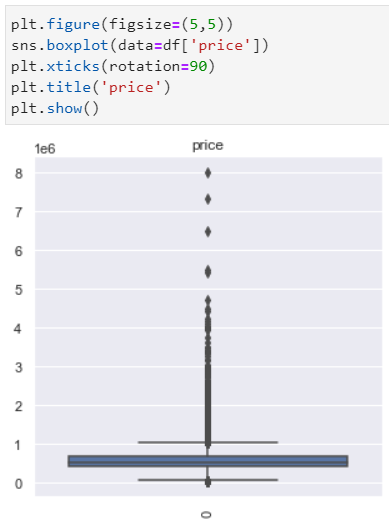 plt.figure(figsize=(5,5))
sns.boxplot(data=df['price'])
plt.xticks(rotation=90)
plt.title('price')
plt.show()
1e6
price
8
7
6
5
4
3
2
1
0
0